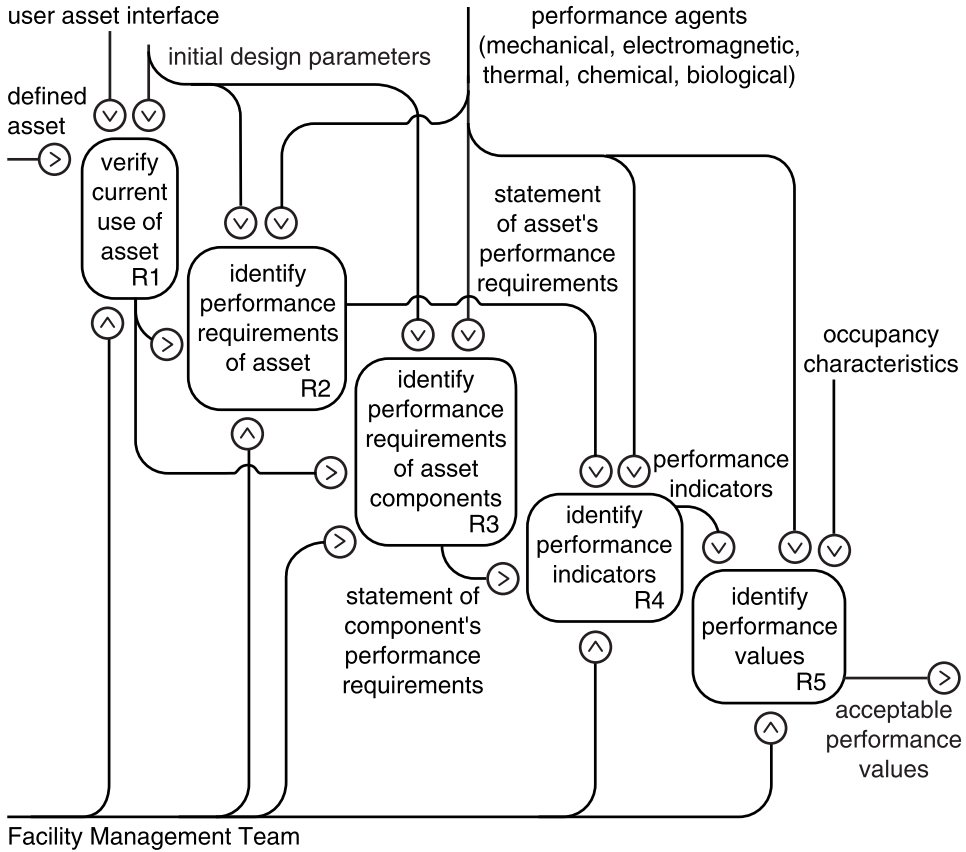 user asset interface
initial design parameters
performance agents
(mechanical, electromagnetic,
thermal, chemical, biological)
defined
asset
verify
current
use of
asset
R1
identify
performance
requirements
of asset
R2
statement
of asset's
performance
requirements
identify
performance
requirements
of asset
components
R3
occupancy
characteristics
performance
indicators
identify
performance
indicators
R4
statement of
component's
performance
requirements
identify
performance
values
R5
acceptable
performance
values
Facility Management Team